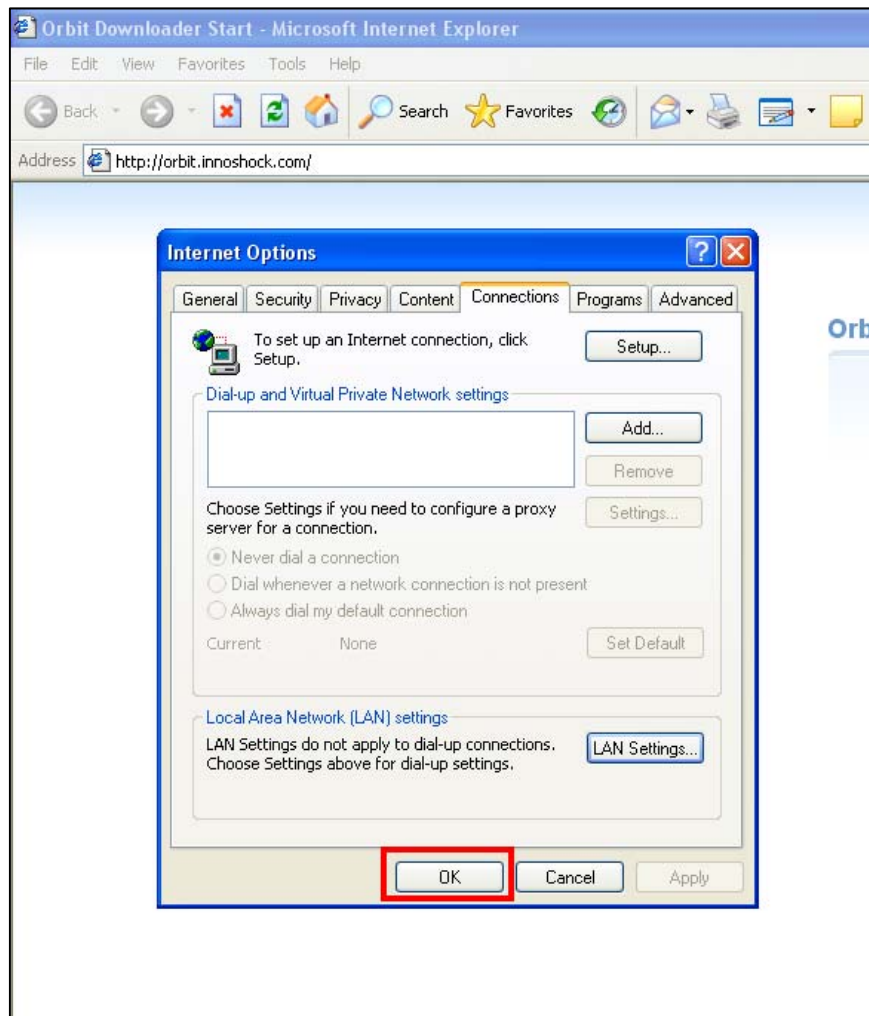 Orbit Downloader Start - Microsoft Internet Explorer
File Edit View Favorites Tools Help
Back Search Favorites
Address http://orbit.innoshock.com/
Internet Options
General Security Privacy Content Connections Programs Advanced
To set up an Internet connection, click
Setup.
Setup...
Dial-up and Virtual Private Network settings
Add...
Remove
Choose Settings if you need to configure a proxy
server for a connection.
Settings...
Never dial a connection
Dial whenever a network connection is not present
Always dial my default connection
Current None
Set Default
Local Area Network (LAN) settings
LAN Settings do not apply to dial-up connections.
Choose Settings above for dial-up settings.
LAN Settings...
OK Cancel Apply
Orb